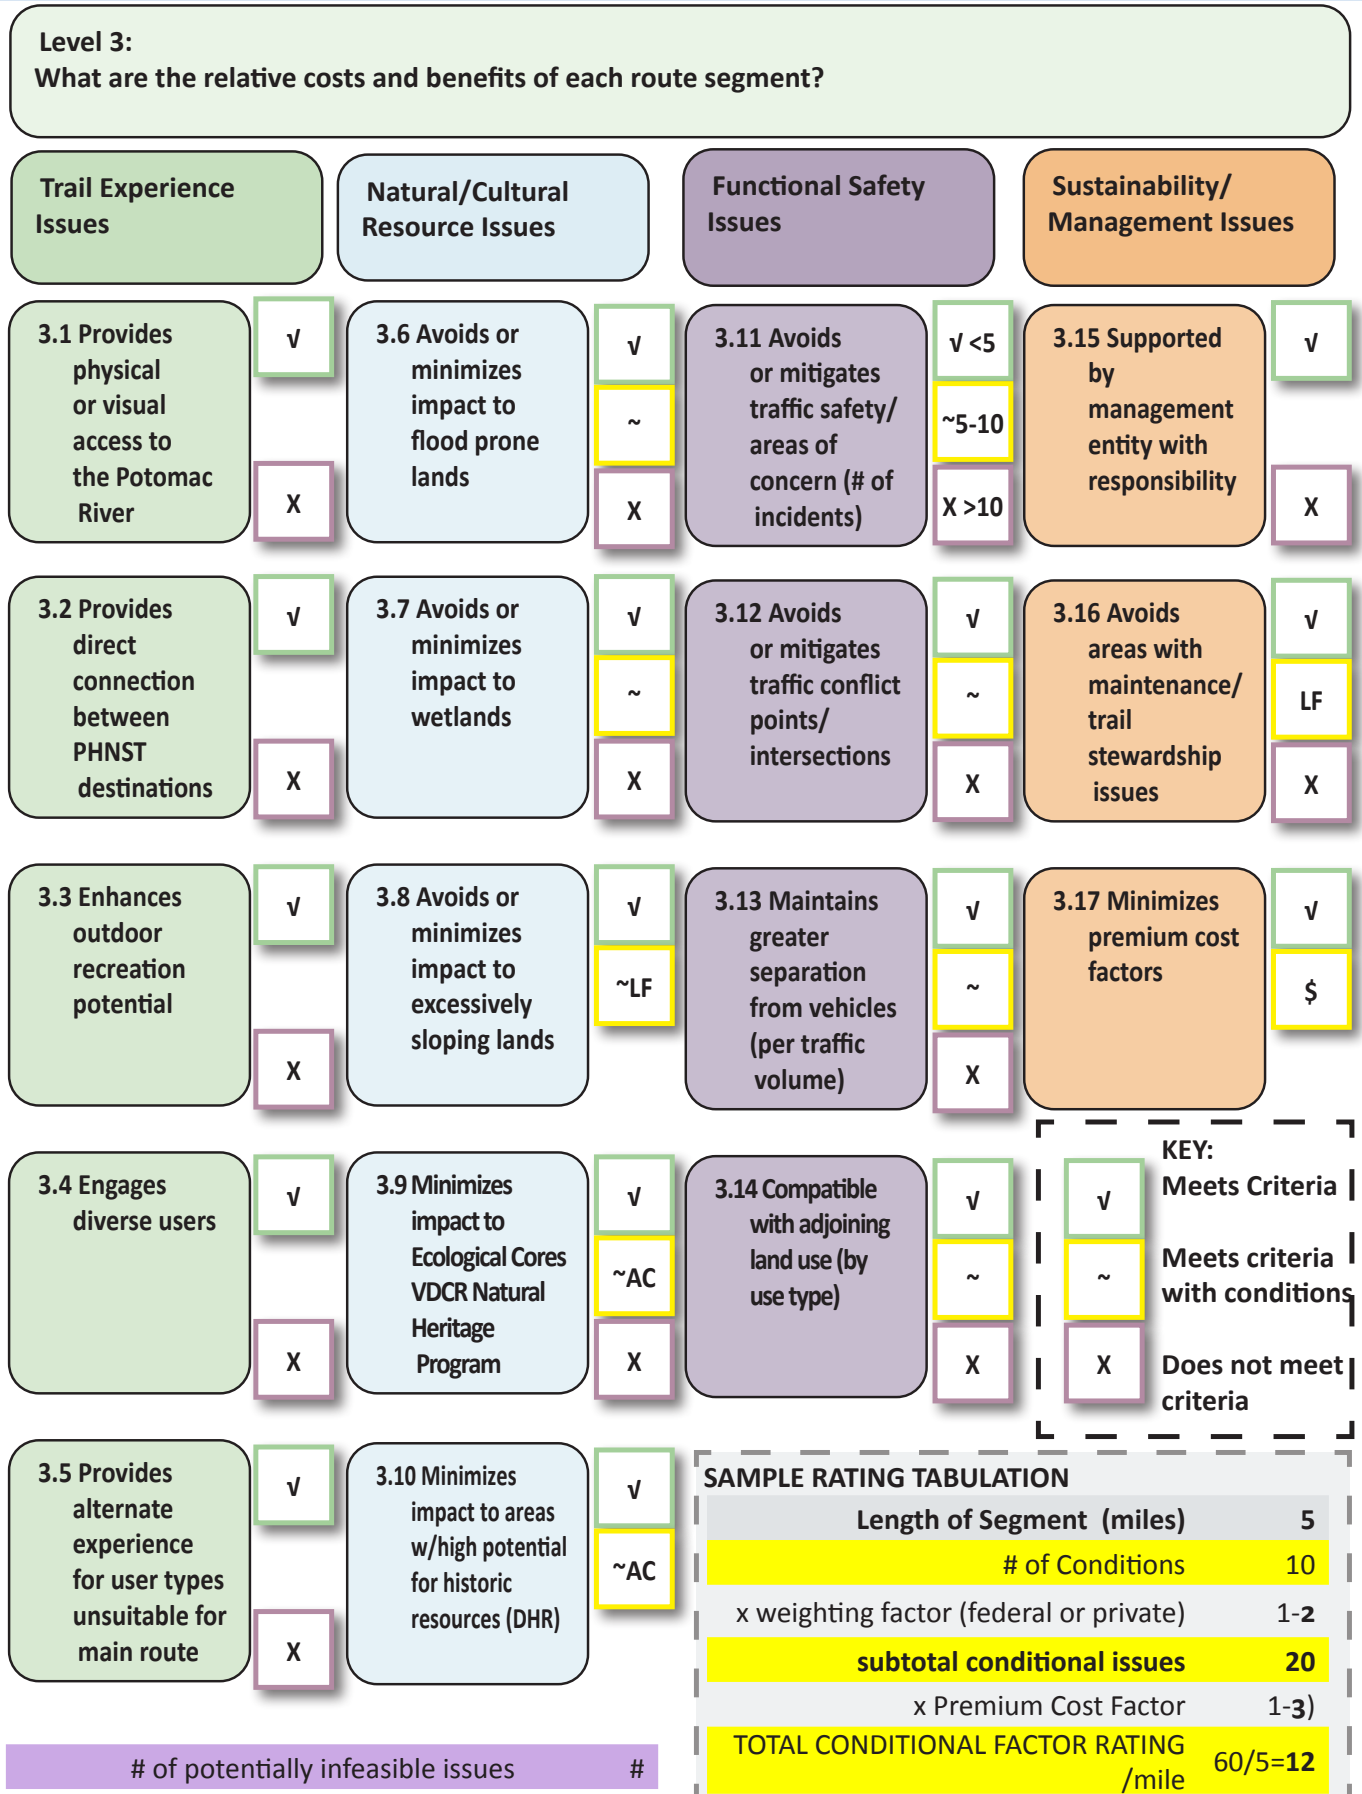 Level 3:
What are the relative costs and benefits of each route segment?
Trail Experience
Issues
3.1 Provides
physical
or visual
access to
the Potomac
River
√
X
3.2 Provides
direct
connection
between
PHNST
destinations
√
X
3.3 Enhances
outdoor
recreation
potential
√
X
3.4 Engages
diverse users
√
X
3.5 Provides
alternate
experience
for user types
unsuitable for
main route
√
X
Natural/Cultural
Resource Issues
3.6 Avoids or
minimizes
impact to
flood prone
lands
√
~
X
3.7 Avoids or
minimizes
impact to
wetlands
√
~
X
3.8 Avoids or
minimizes
impact to
excessively
sloping lands
√
~LF
3.9 Minimizes
impact to
Ecological Cores
VDCR Natural
Heritage
Program
√
~AC
X
3.10 Minimizes
impact to areas
w/high potential
for historic
resources (DHR)
√
~AC
Functional Safety
Issues
3.11 Avoids
or mitigates
traffic safety/
areas of
concern (# of
incidents)
√ <5
~5-10
X >10
3.12 Avoids
or mitigates
traffic conflict
points/
intersections
√
~
X
3.13 Maintains
greater
separation
from vehicles
(per traffic
volume)
√
~
X
3.14 Compatible
with adjoining
land use (by
use type)
√
~
X
Sustainability/
Management Issues
3.15 Supported
by
management
entity with
responsibility
√
X
3.16 Avoids
areas with
maintenance/
trail
stewardship
issues
√
LF
X
3.17 Minimizes
premium cost
factors
√
$
KEY:
√ Meets Criteria
~ Meets criteria
with conditions
X Does not meet
criteria
SAMPLE RATING TABULATION
Length of Segment (miles) 5
# of Conditions 10
x weighting factor (federal or private) 1-2
subtotal conditional issues 20
x Premium Cost Factor 1-3)
TOTAL CONDITIONAL FACTOR RATING
/mile 60/5=12
# of potentially infeasible issues #